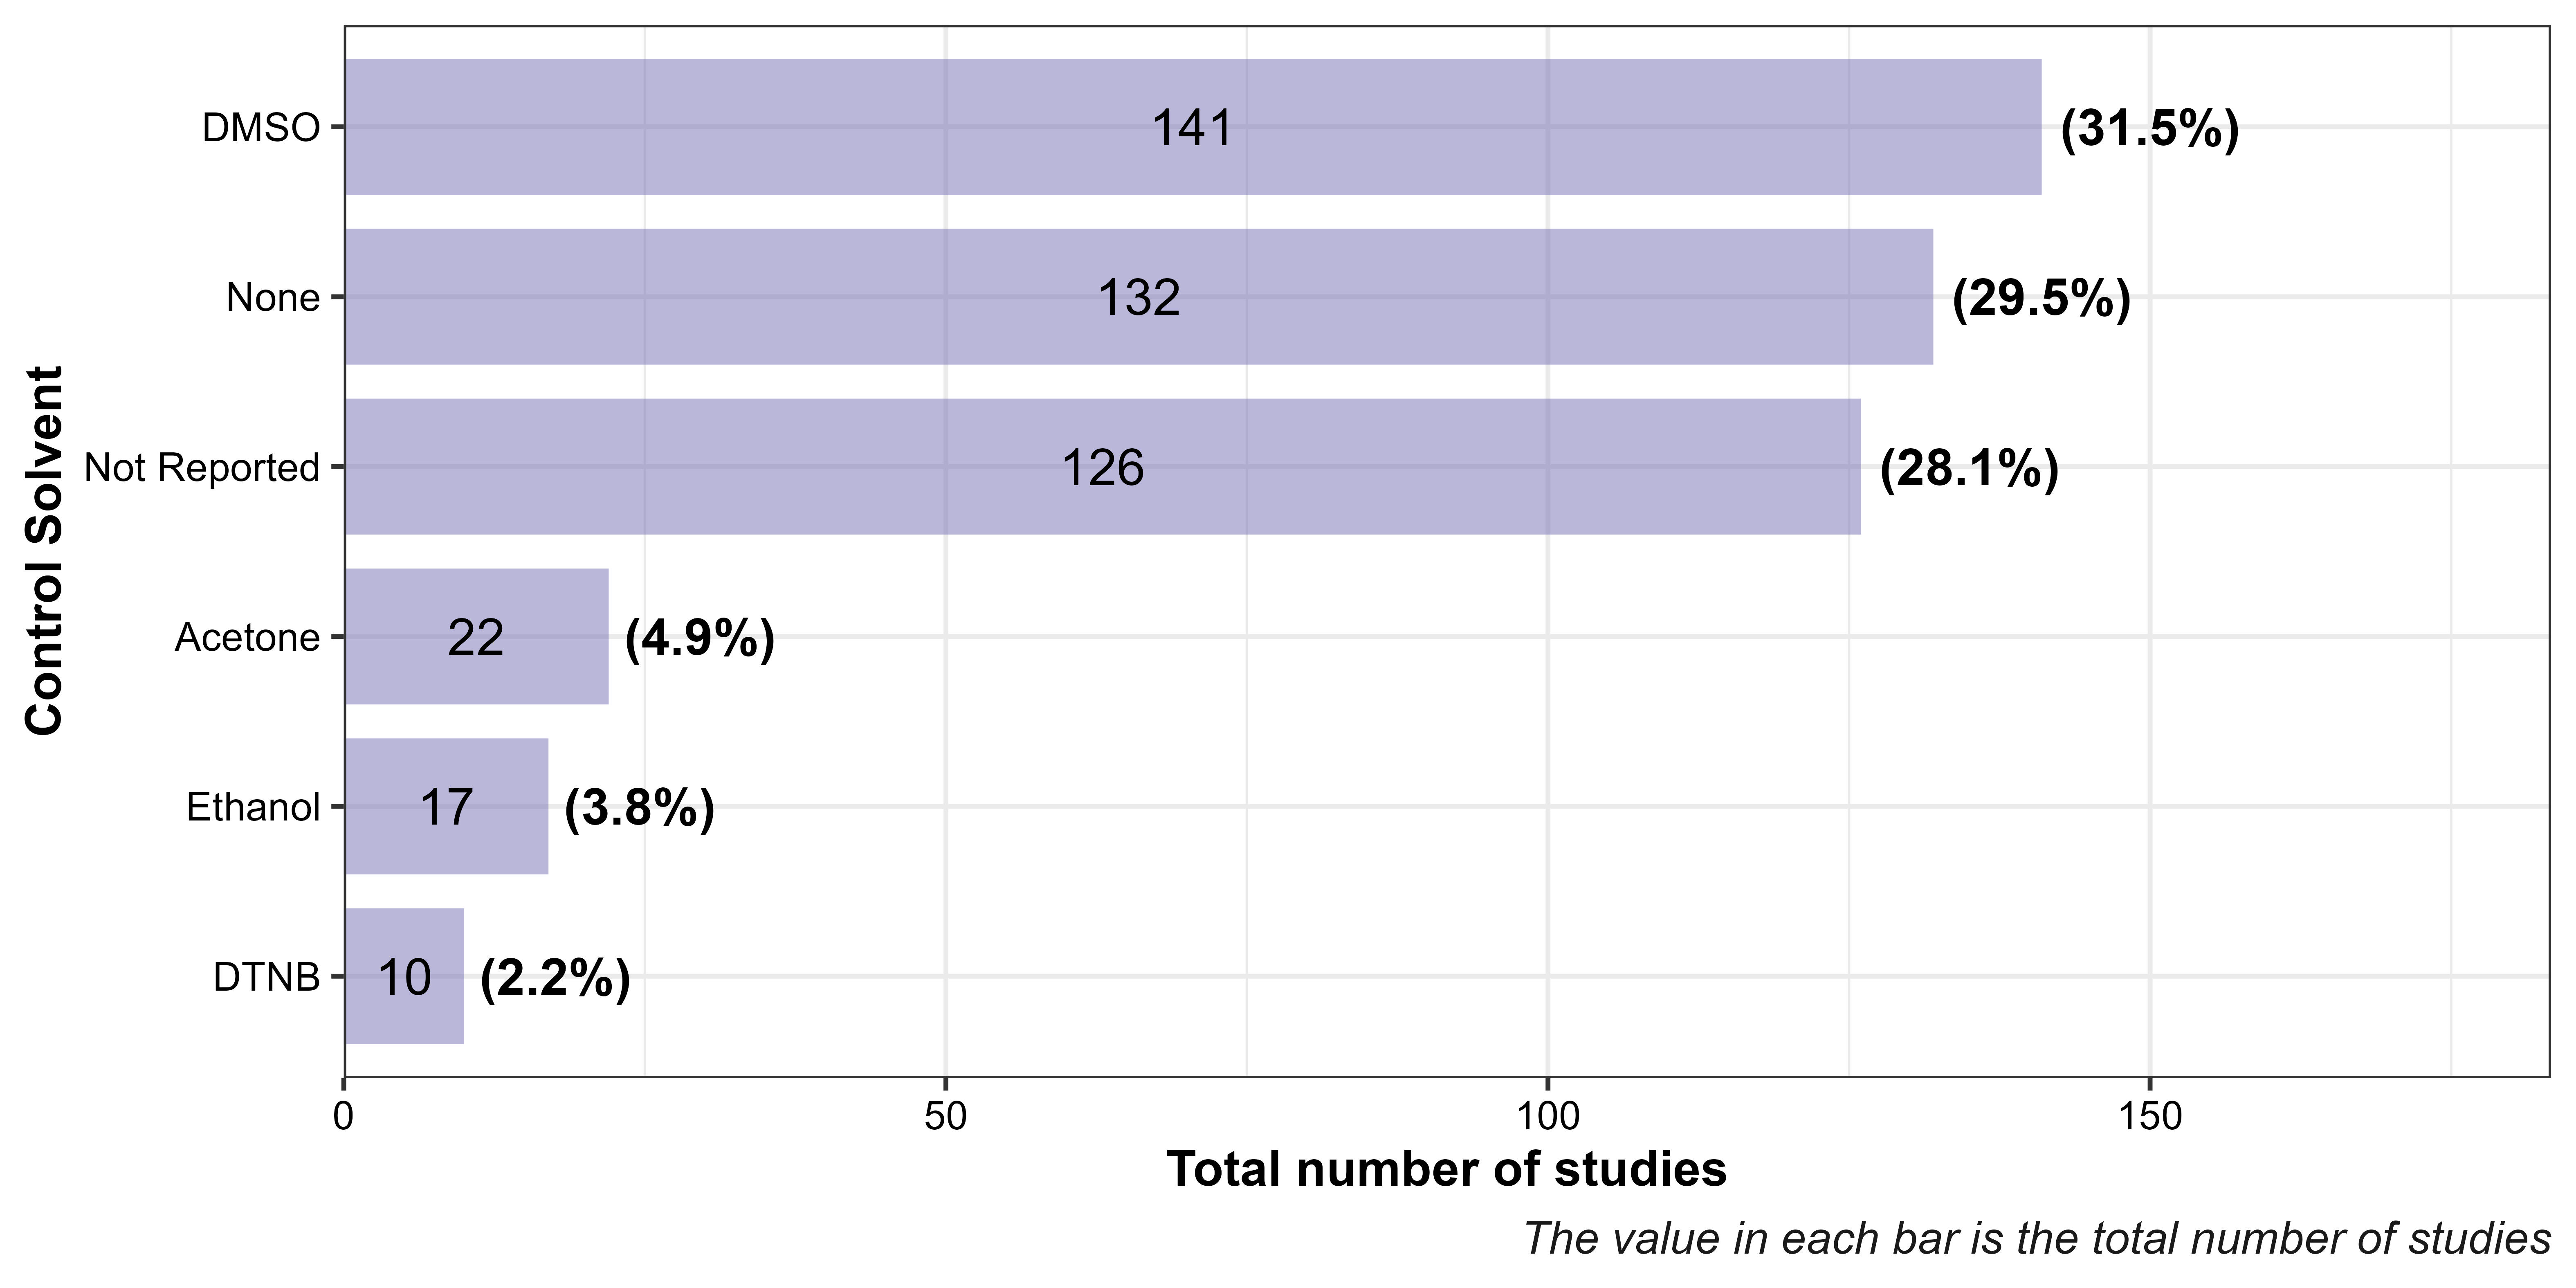 DMSO
141
(31.5%)
None
132
(29.5%)
Not Reported
126
(28.1%)
Acetone
22
(4.9%)
Ethanol
17
(3.8%)
DTNB
10
(2.2%)
Control Solvent
0
50
100
150
Total number of studies
The value in each bar is the total number of studies